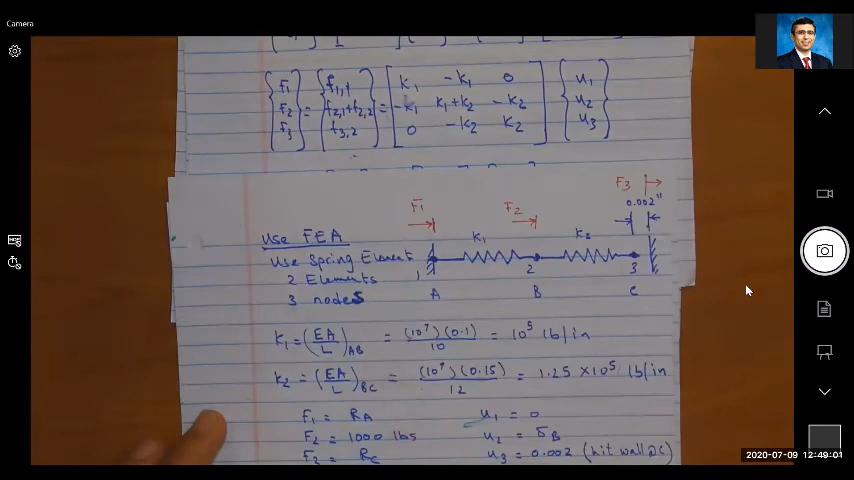 Camera
{F1 F2 F3} = {f1,1 f2,1+f2,2 f3,2} = [K1 -K1 0
-K1 K1+K2 -K2
0 -K2 K2] {u1 u2 u3}
F3
0.002"
F1 F2
K1 K2
Use FEA
Use Spring Element
2 Elements
3 nodes
1 2 3
A B C
K1 = (EA/L)AB = (10^7)(0.1)/10 = 10^5 lb/in
K2 = (EA/L)BC = (10^7)(0.15)/12 = 1.25 × 10^5 lb/in
F1 = RA u1 = 0
F2 = 1000 lbs u2 = δB
F2 = Rc u3 = 0.002 (hit wall @C)
2020-07-09 12:49:01